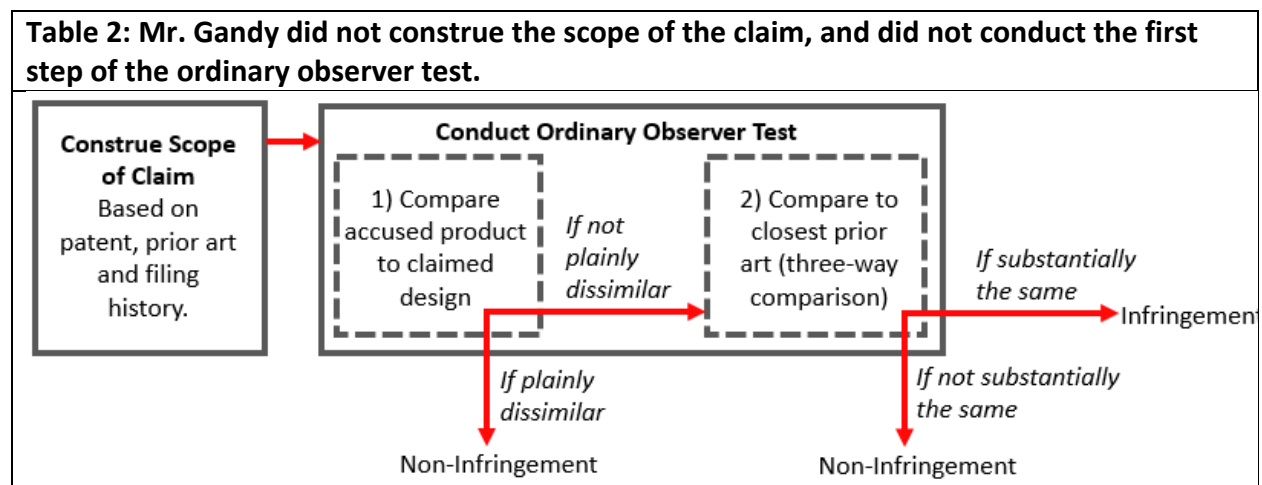 Table 2: Mr. Gandy did not construe the scope of the claim, and did not conduct the first
step of the ordinary observer test.
Construe Scope
of Claim
Based on
patent, prior art
and filing
history.
Conduct Ordinary Observer Test
1) Compare
accused product
to claimed
design
If not
plainly
dissimilar
2) Compare to
closest prior
art (three-way
comparison)
If substantially
the same
Infringement
If plainly
dissimilar
Non-Infringement
If not substantially
the same
Non-Infringement